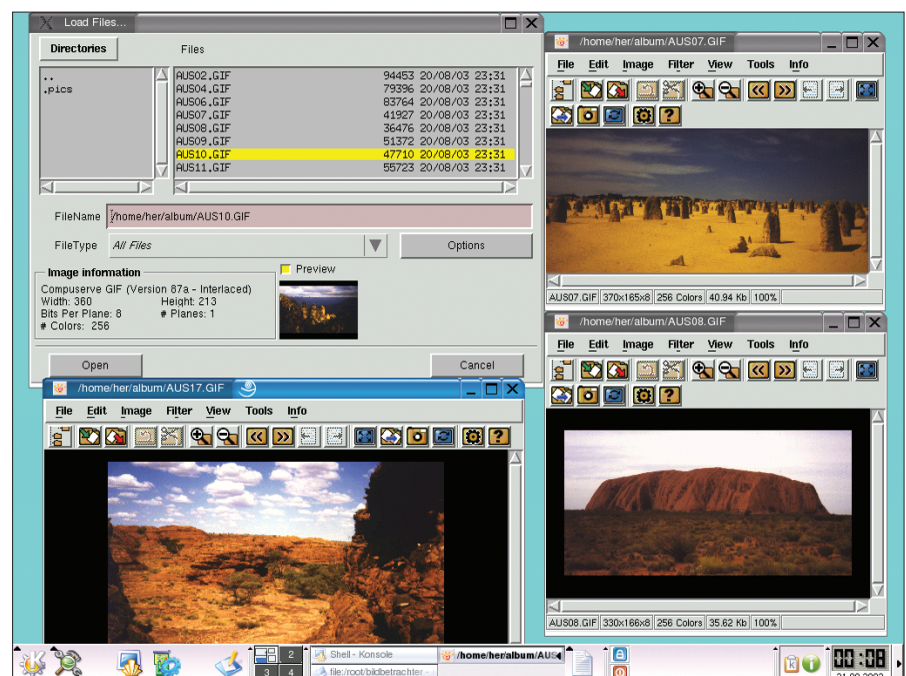 Load Files...
Directories
Files
..
.pics
AUS02.GIF 94453 20/08/03 23:31
AUS04.GIF 79396 20/08/03 23:31
AUS06.GIF 83764 20/08/03 23:31
AUS07.GIF 41927 20/08/03 23:31
AUS08.GIF 36476 20/08/03 23:31
AUS09.GIF 51372 20/08/03 23:31
AUS10.GIF 47710 20/08/03 23:31
AUS11.GIF 55723 20/08/03 23:31
FileName /home/her/album/AUS10.GIF
FileType All Files Options
Image information
Preview
Compuserve GIF (Version 87a - Interlaced)
Width: 360 Height: 213
Bits Per Plane: 8 # Planes: 1
# Colors: 256
Open Cancel
/home/her/album/AUS07.GIF
File Edit Image Filter View Tools Info
AUS07.GIF 370x165x8 256 Colors 40.94 Kb 100%
/home/her/album/AUS08.GIF
File Edit Image Filter View Tools Info
AUS08.GIF 330x166x8 256 Colors 35.62 Kb 100%
/home/her/album/AUS17.GIF
File Edit Image Filter View Tools Info
2
3 4
Shell - Konsole
file:/root/bildbetrachter -
/home/her/album/AUS
00:08